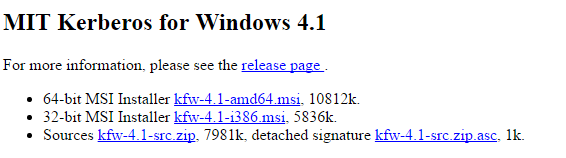 MIT Kerberos for Windows 4.1
For more information, please see the release page .
64-bit MSI Installer kfw-4.1-amd64.msi, 10812k.
32-bit MSI Installer kfw-4.1-i386.msi, 5836k.
Sources kfw-4.1-src.zip, 7981k, detached signature kfw-4.1-src.zip.asc, 1k.